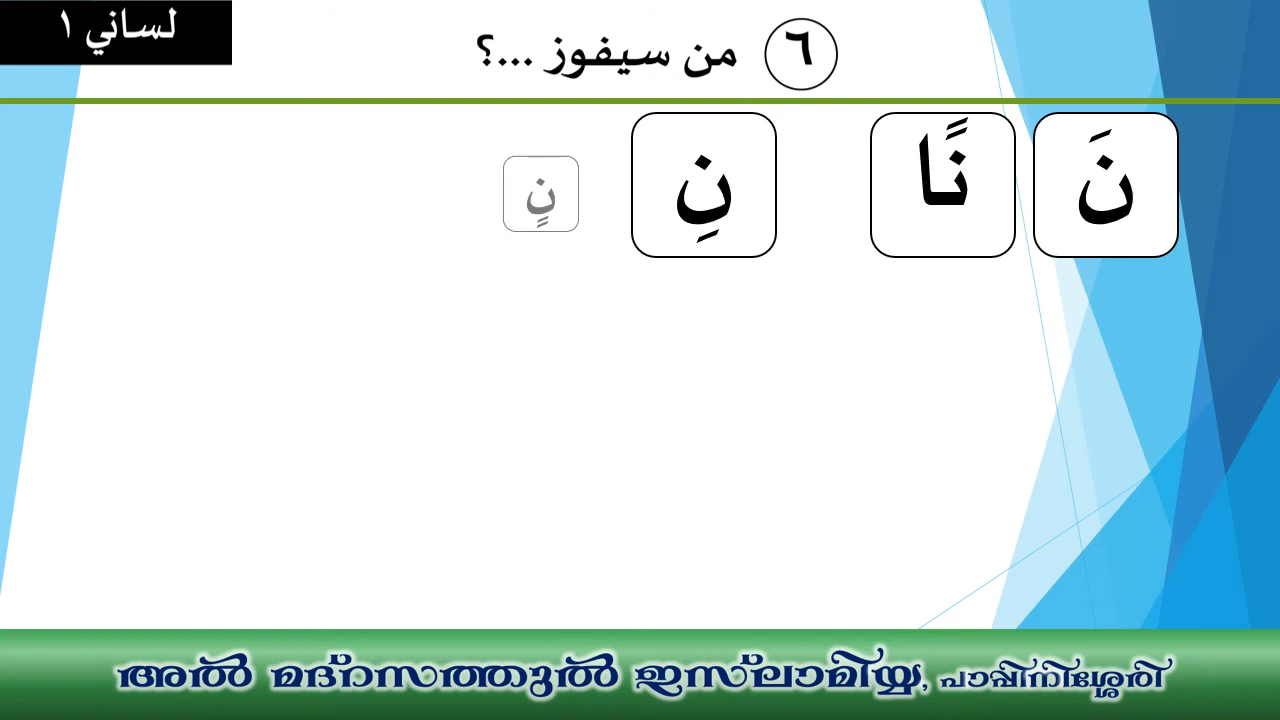 لساني ١
٦ من سيفوز ...؟
نَ نًا نِ نٍ
അൽ മദ്റസത്തുൽ ഇസ്ലാമിയ്യ, പാപ്പിനിശ്ശേരി